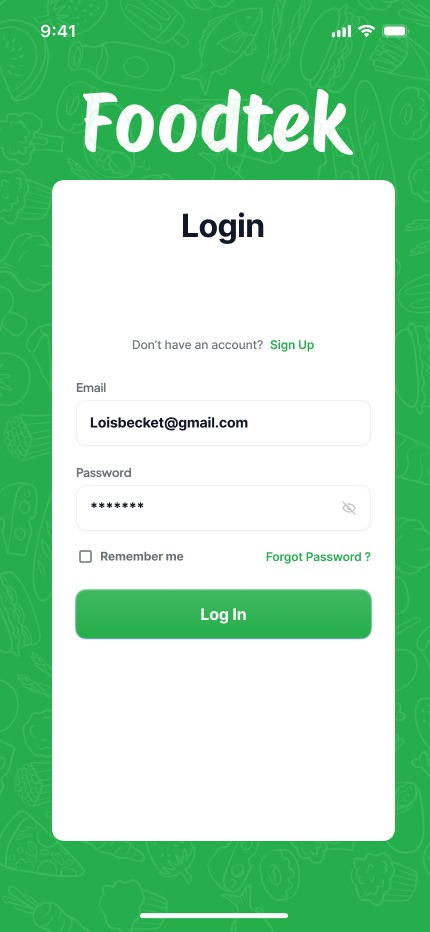 9:41
Foodtek
Login
Don't have an account? Sign Up
Email
Loisbecket@gmail.com
Password
*******
Remember me Forgot Password ?
Log In